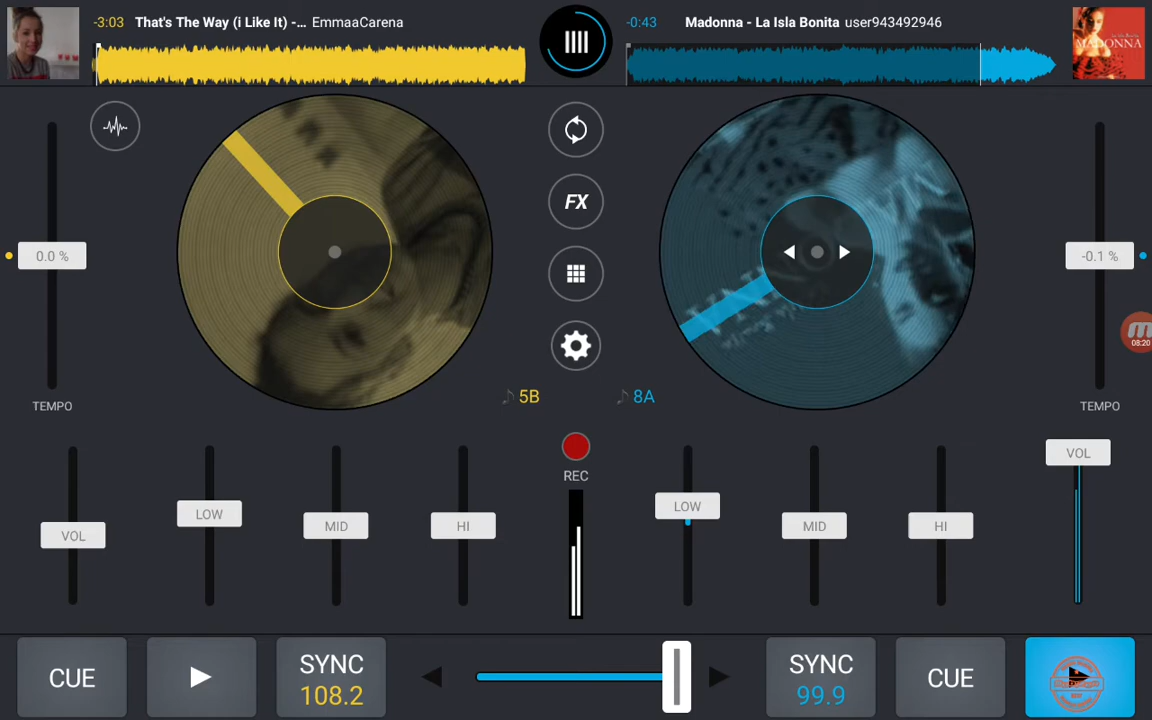 -3:03 That's The Way (i Like It) -... EmmaaCarena
-0:43 Madonna - La Isla Bonita user943492946
MADONNA
FX
0.0 %
-0.1 %
08:20
TEMPO
5B
8A
TEMPO
REC
VOL
LOW
MID
HI
LOW
MID
HI
VOL
CUE
SYNC
108.2
SYNC
99.9
CUE